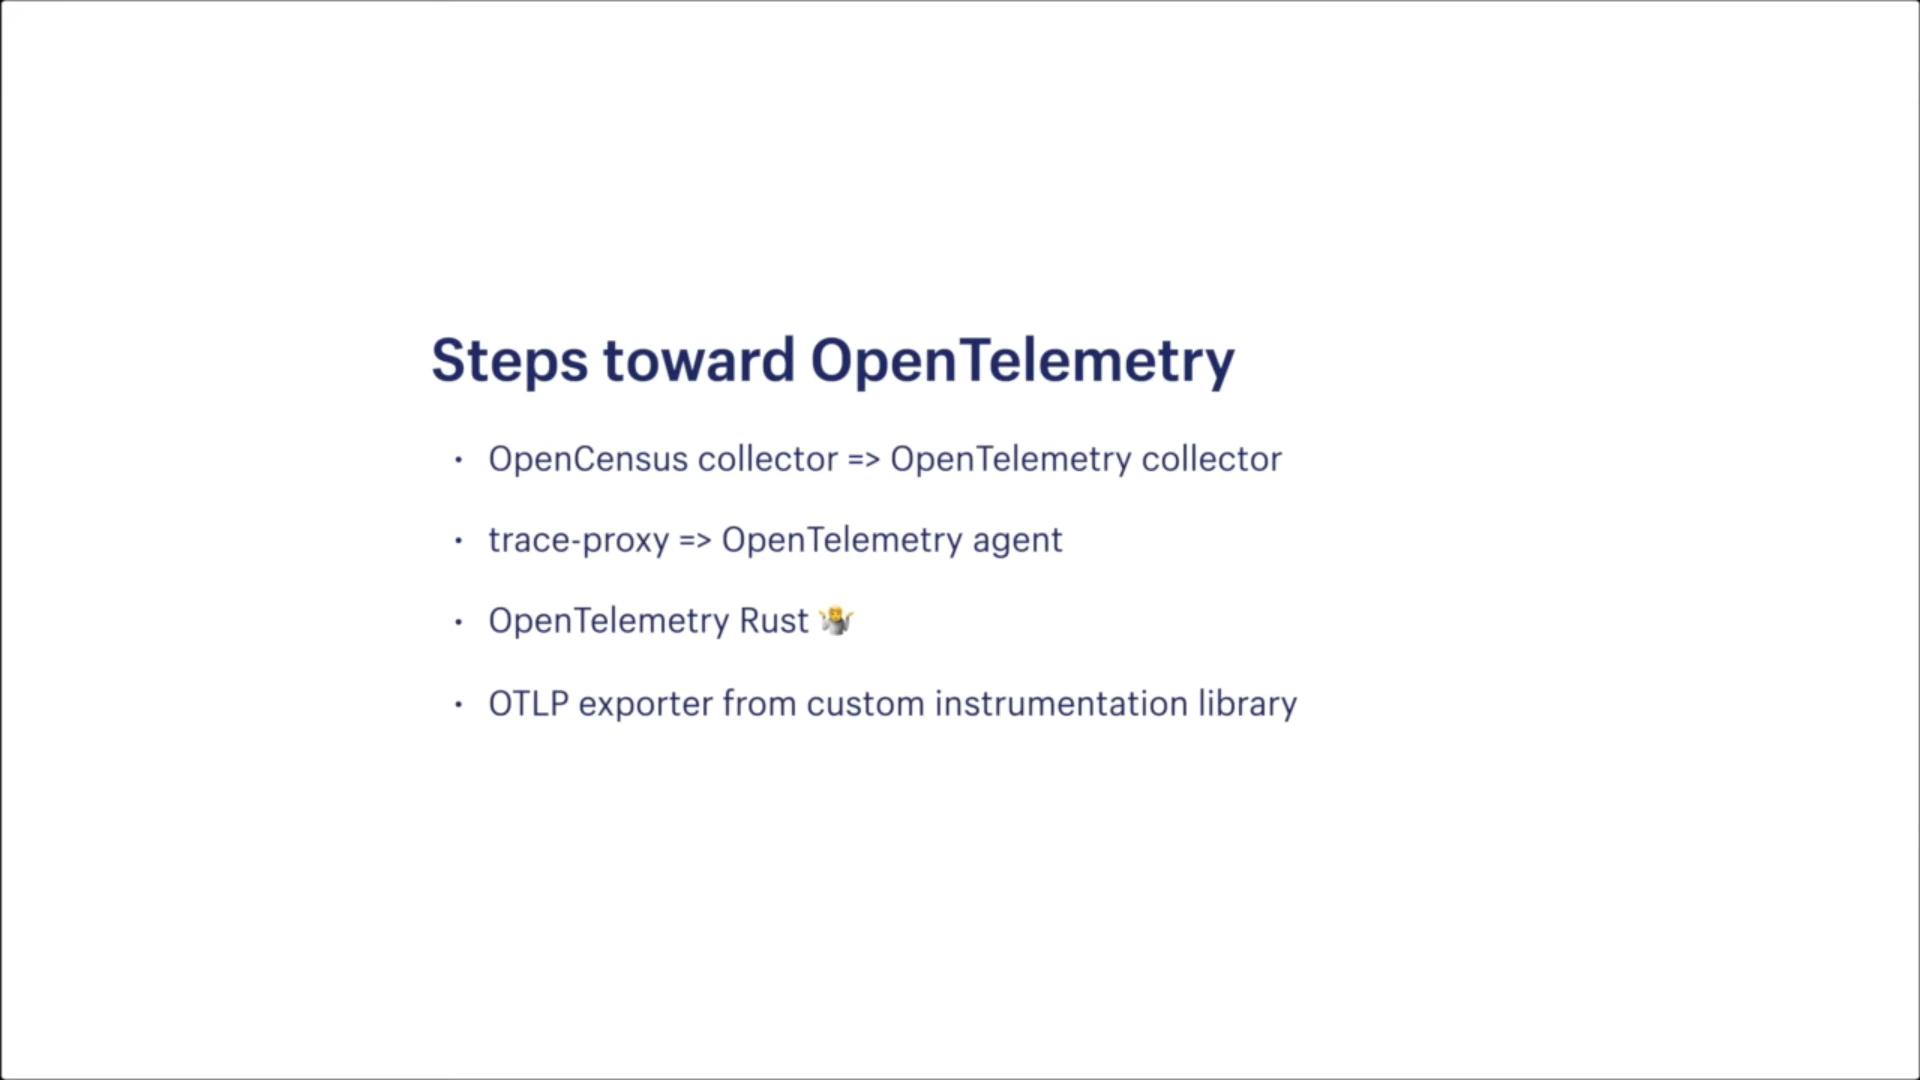 Steps toward OpenTelemetry
• OpenCensus collector => OpenTelemetry collector
• trace-proxy => OpenTelemetry agent
• OpenTelemetry Rust 🤷
• OTLP exporter from custom instrumentation library